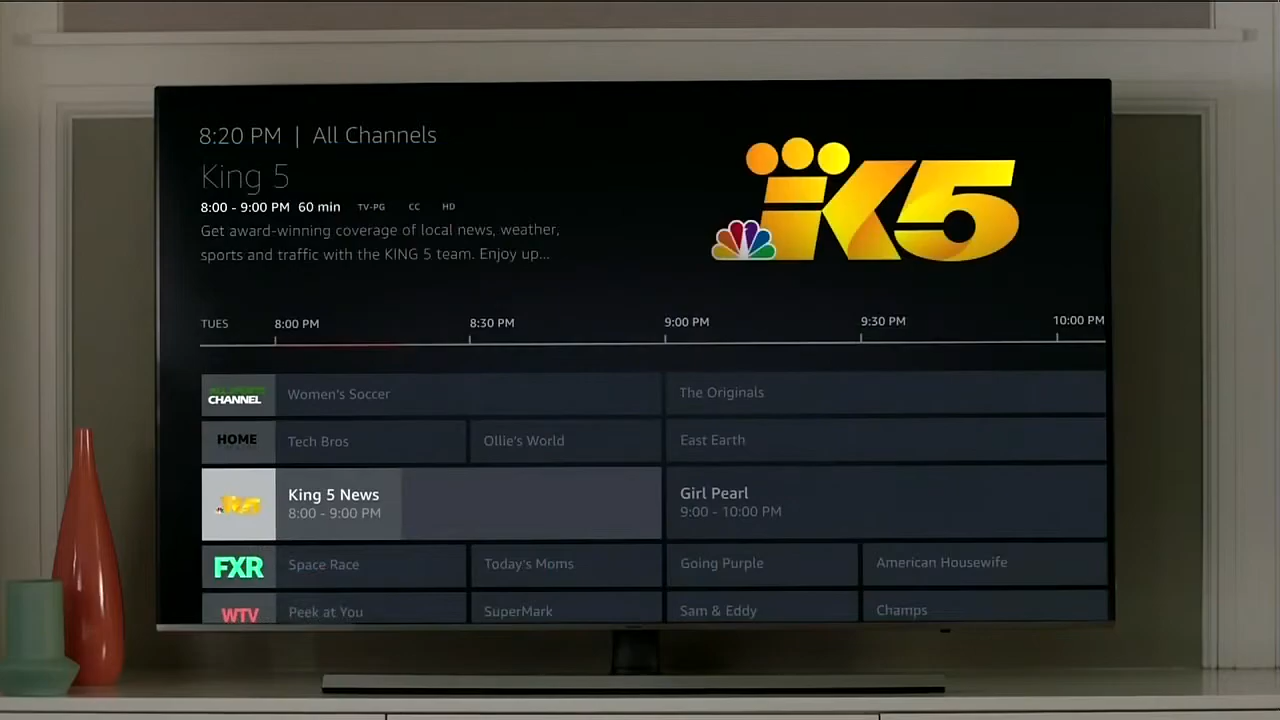 8:20 PM | All Channels
King 5
8:00 - 9:00 PM 60 min TV-PG CC HD
Get award-winning coverage of local news, weather,
sports and traffic with the KING 5 team. Enjoy up...
K5
TUES 8:00 PM 8:30 PM 9:00 PM 9:30 PM 10:00 PM
CHANNEL Women's Soccer The Originals
HOME Tech Bros Ollie's World East Earth
K5 King 5 News Girl Pearl
8:00 - 9:00 PM 9:00 - 10:00 PM
FXR Space Race Today's Moms Going Purple American Housewife
WTV Peek at You SuperMark Sam & Eddy Champs